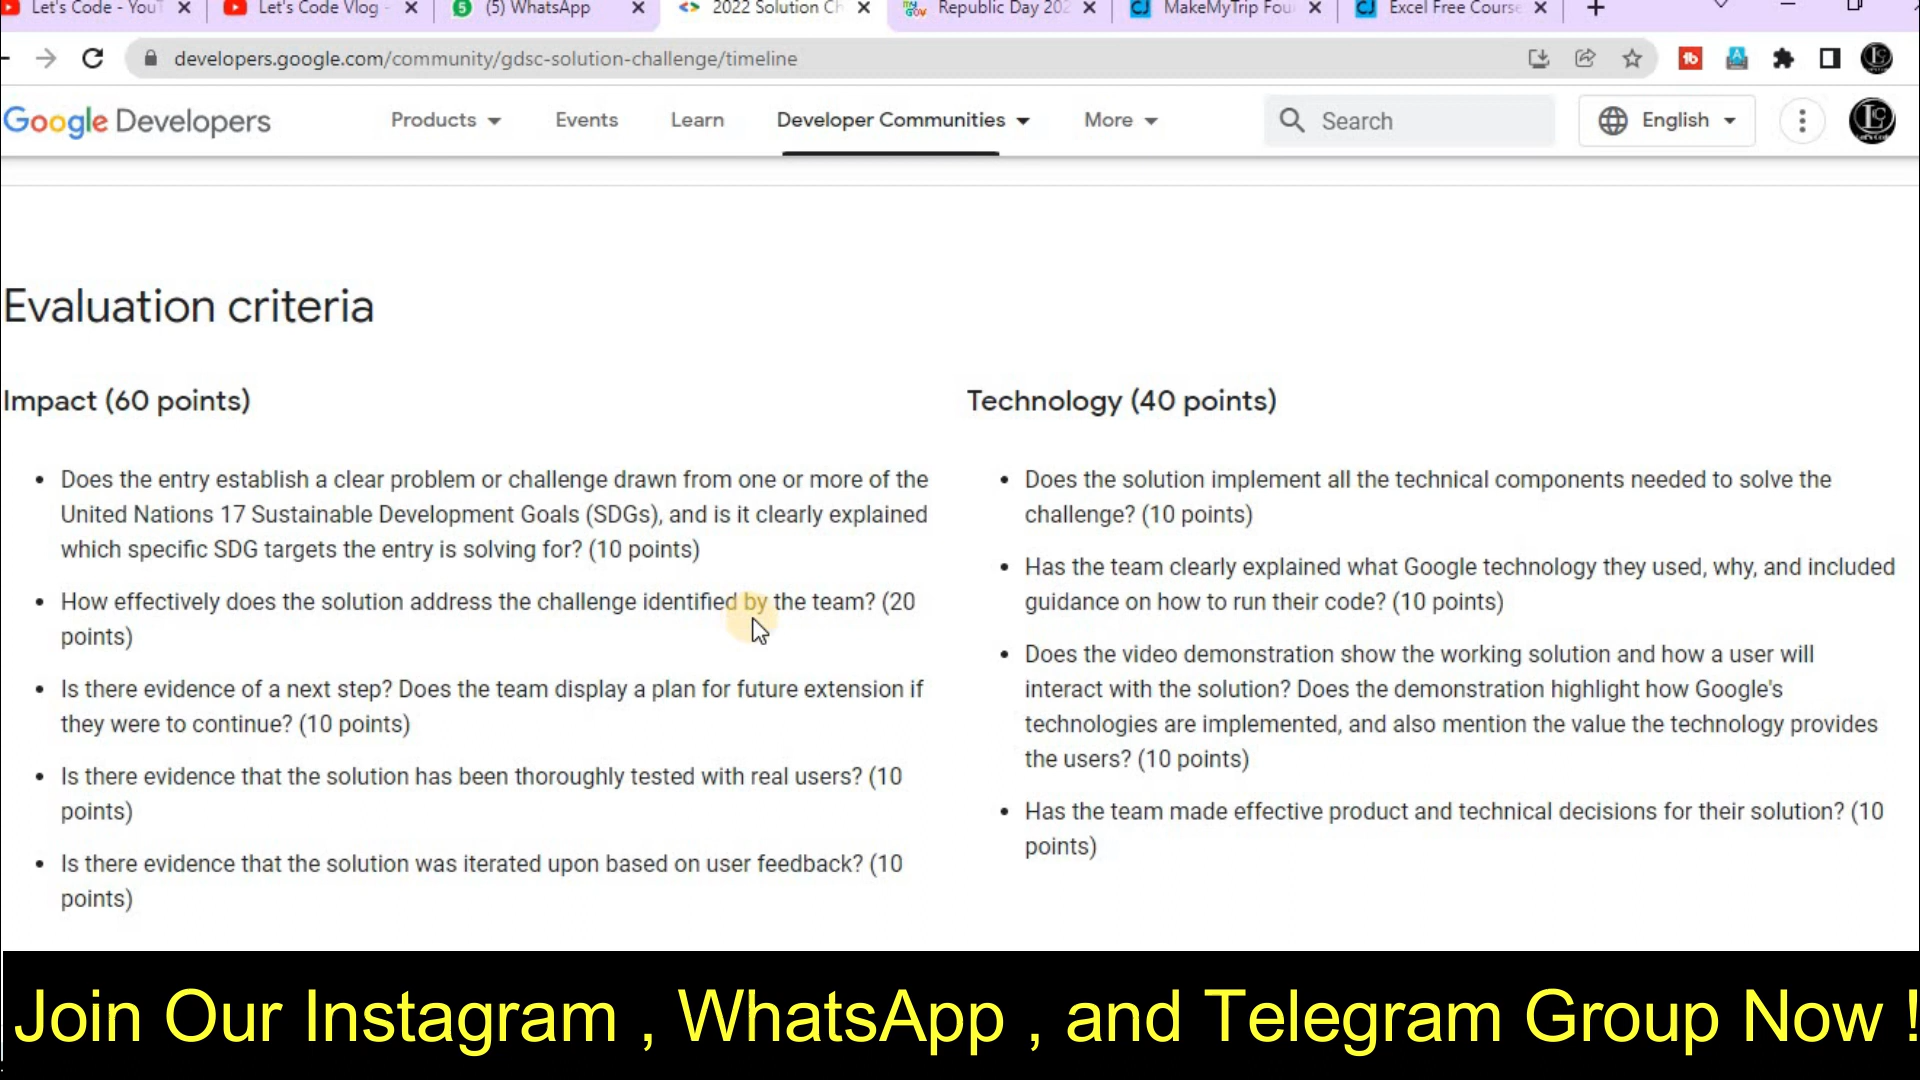 Let's Code - YouT
Let's Code Vlog -
5
(5) WhatsApp
2022 Solution Ch
my
GOV
Republic Day 202
CJ
MakeMyTrip Fou
CJ
Excel Free Course
developers.google.com/community/gdsc-solution-challenge/timeline
Google Developers
Products
Events
Learn
Developer Communities
More
Search
English
Evaluation criteria
Impact (60 points)
• Does the entry establish a clear problem or challenge drawn from one or more of the
United Nations 17 Sustainable Development Goals (SDGs), and is it clearly explained
which specific SDG targets the entry is solving for? (10 points)
• How effectively does the solution address the challenge identified by the team? (20
points)
• Is there evidence of a next step? Does the team display a plan for future extension if
they were to continue? (10 points)
• Is there evidence that the solution has been thoroughly tested with real users? (10
points)
• Is there evidence that the solution was iterated upon based on user feedback? (10
points)
Technology (40 points)
• Does the solution implement all the technical components needed to solve the
challenge? (10 points)
• Has the team clearly explained what Google technology they used, why, and included
guidance on how to run their code? (10 points)
• Does the video demonstration show the working solution and how a user will
interact with the solution? Does the demonstration highlight how Google's
technologies are implemented, and also mention the value the technology provides
the users? (10 points)
• Has the team made effective product and technical decisions for their solution? (10
points)
Join Our Instagram , WhatsApp , and Telegram Group Now !